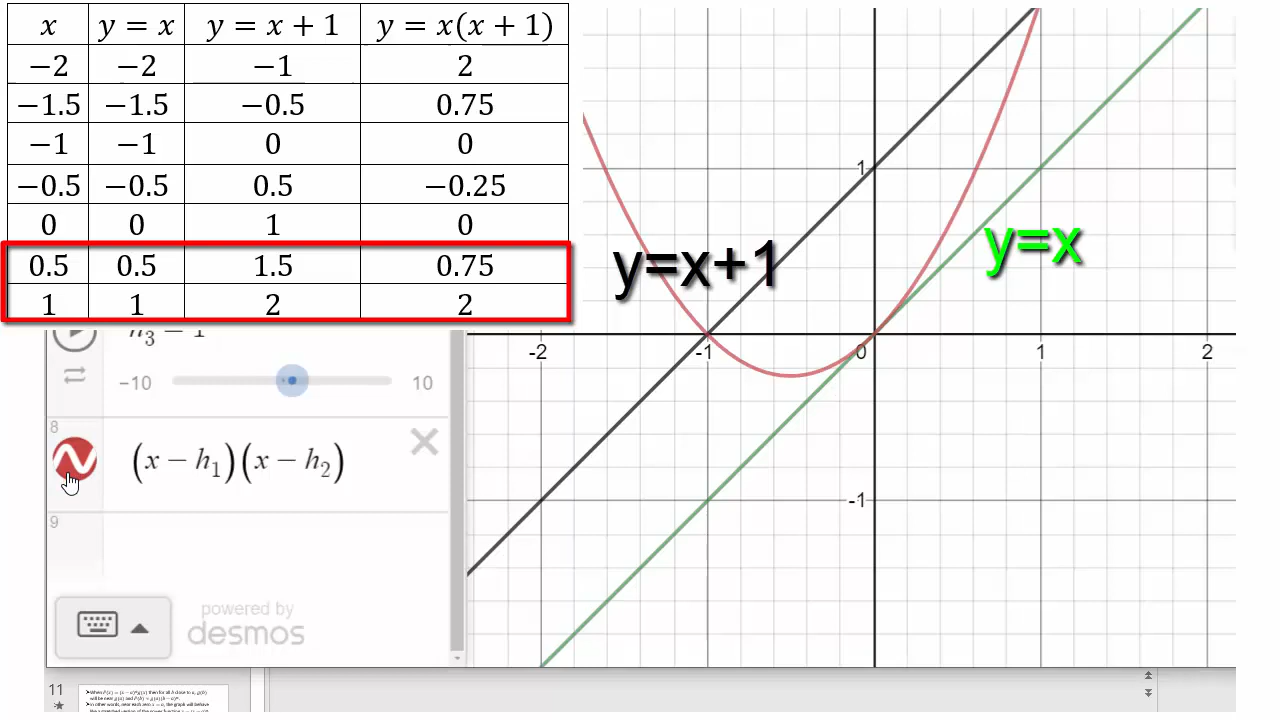 x y = x y = x + 1 y = x(x + 1)
−2 −2 −1 2
−1.5 −1.5 −0.5 0.75
−1 −1 0 0
−0.5 −0.5 0.5 −0.25
0 0 1 0
0.5 0.5 1.5 0.75
1 1 2 2
y=x+1
y=x
1
-2 -1 0 1 2
-1
h₃ = 1
−10 10
8
(x − h₁)(x − h₂)
9
powered by
desmos
11